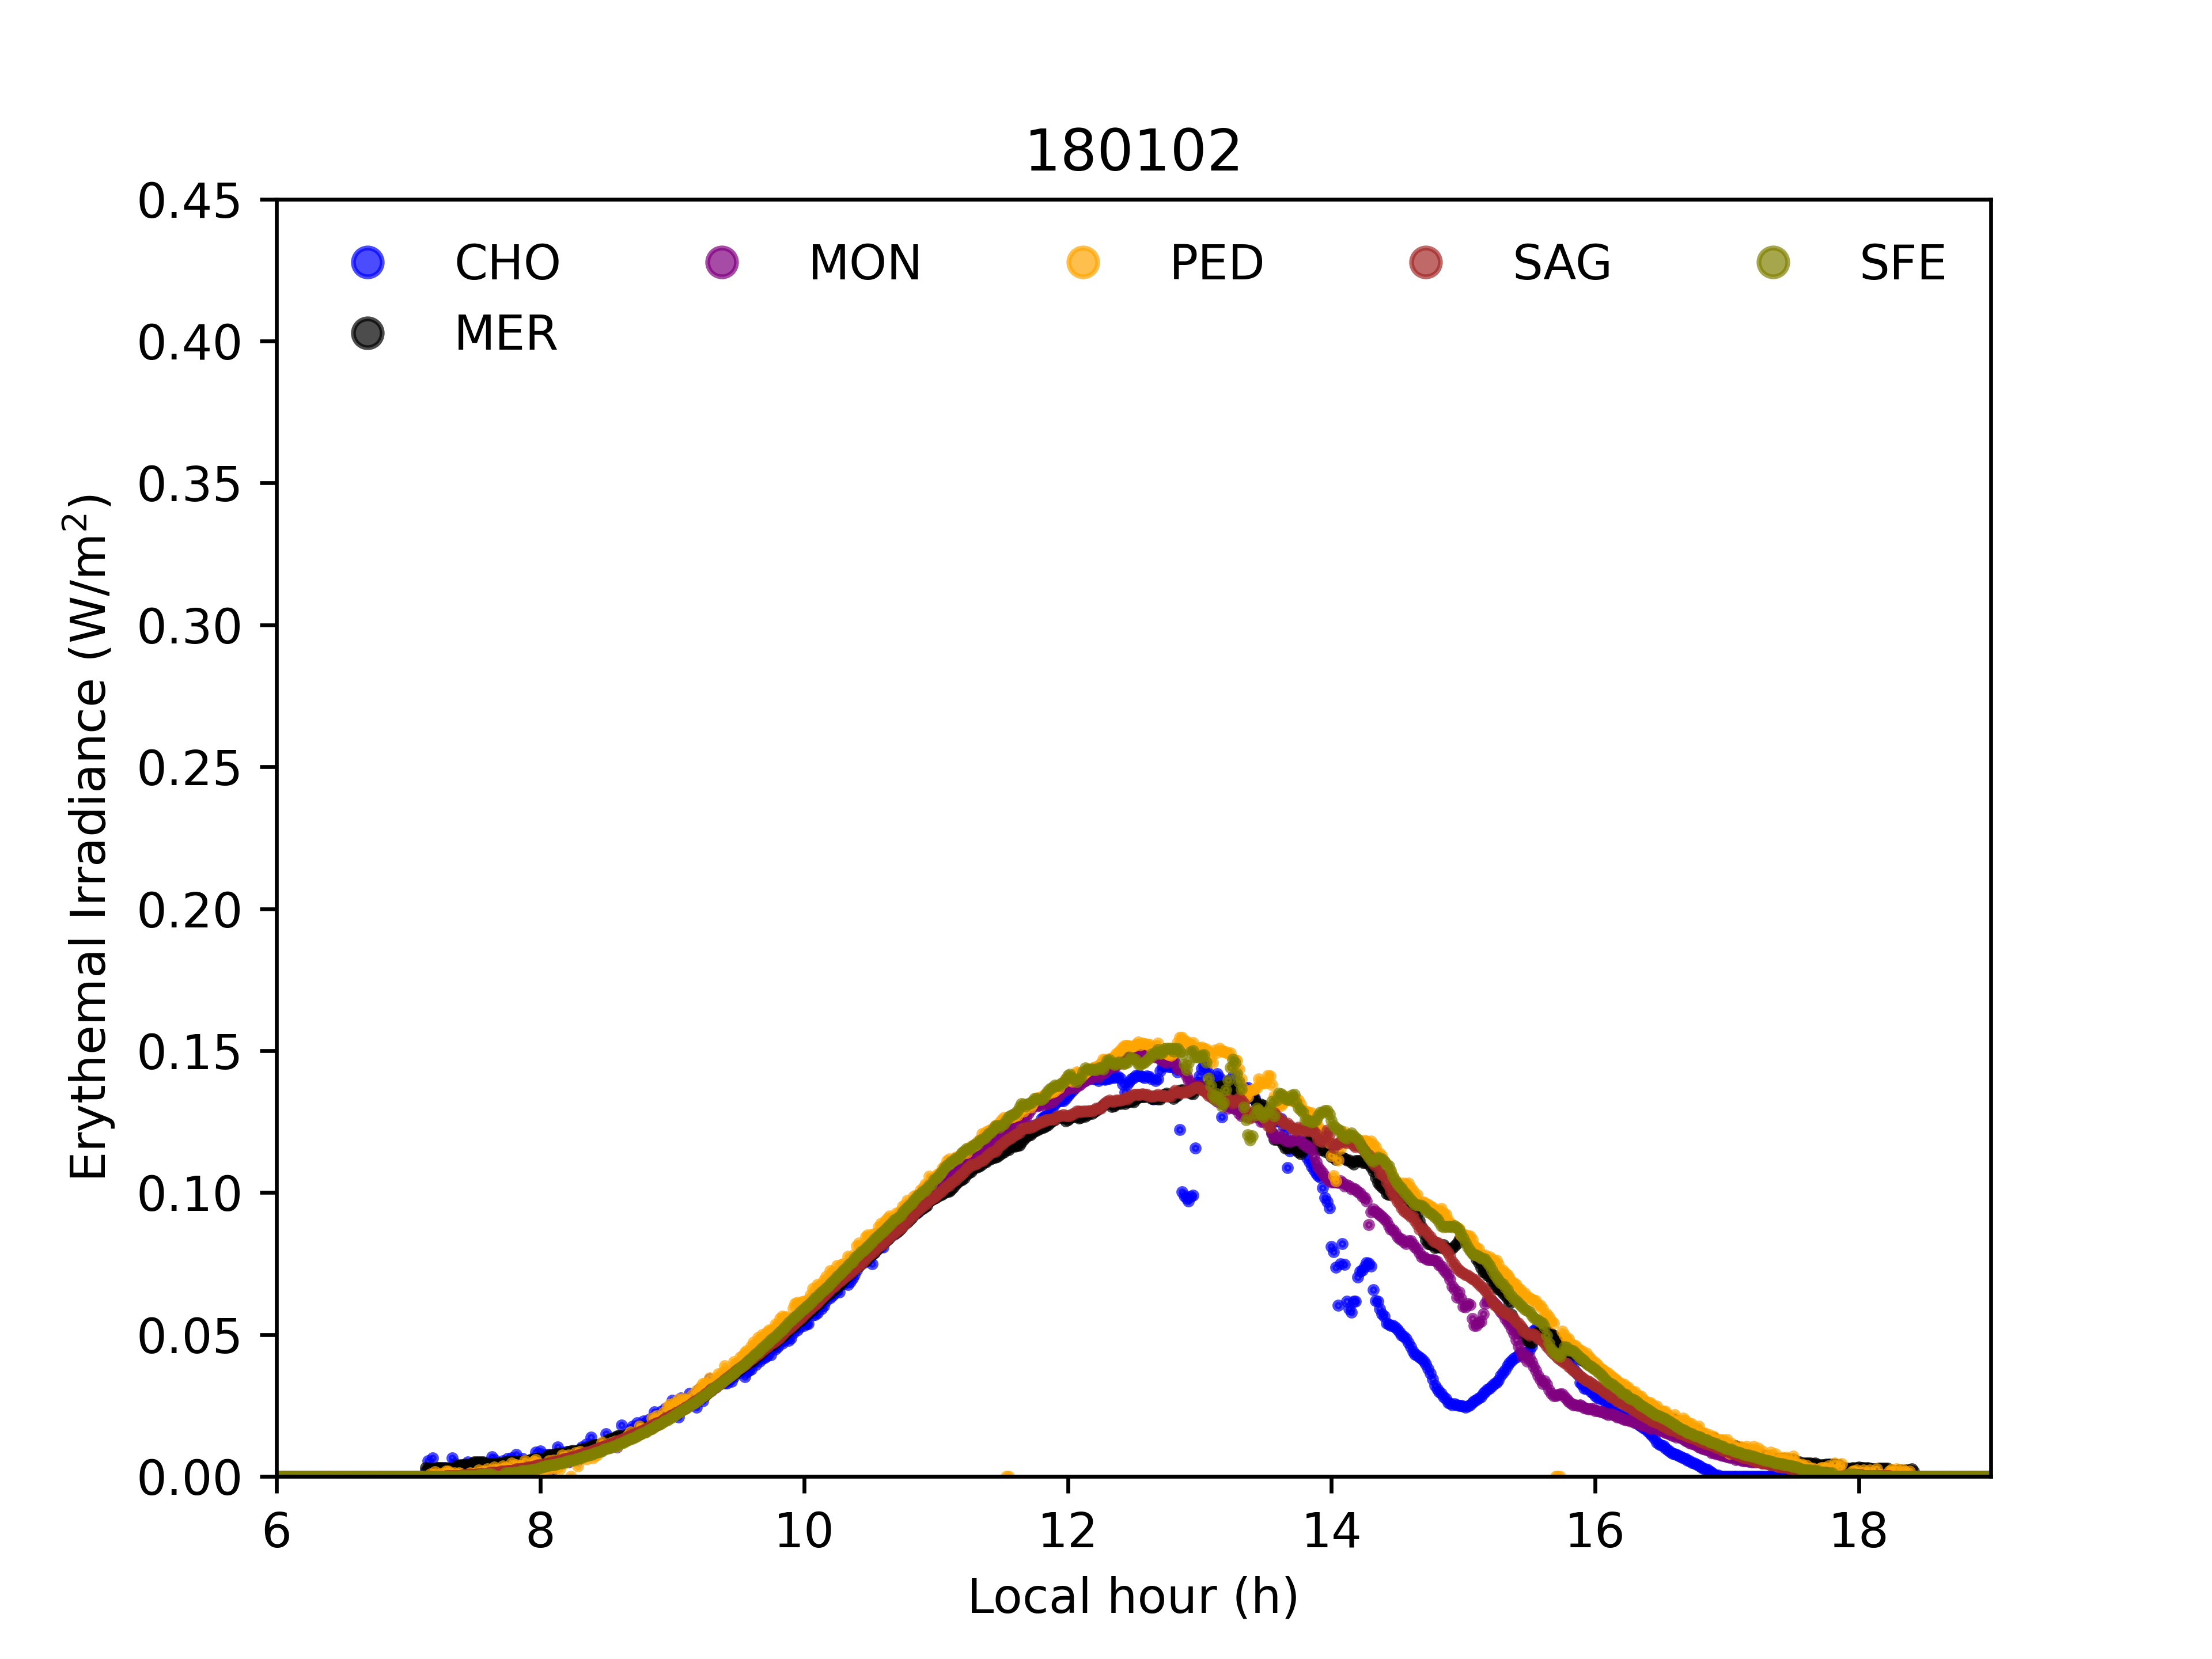 180102
CHO MON PED SAG SFE
MER
Erythemal Irradiance (W/m²)
0.45
0.40
0.35
0.30
0.25
0.20
0.15
0.10
0.05
0.00
6 8 10 12 14 16 18
Local hour (h)